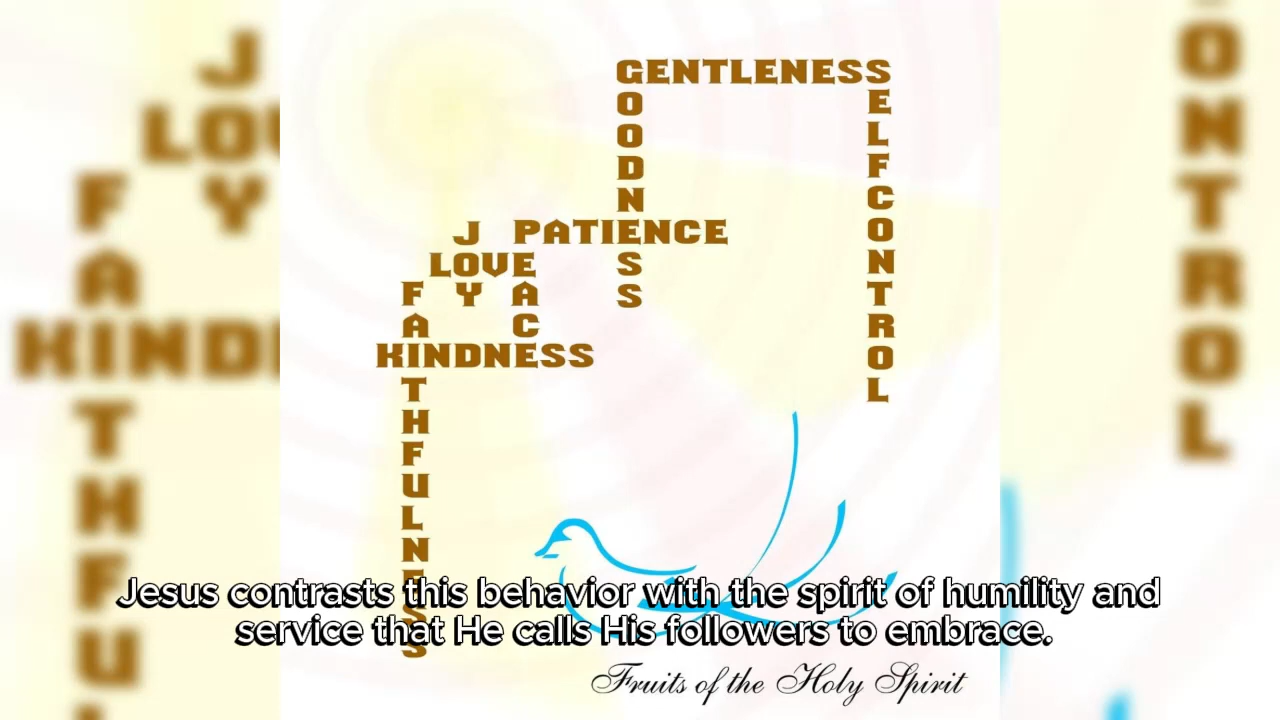 GENTLENESS
GOODNESS
SELFCONTROL
PATIENCE
JOY
LOVE
PEACE
FAITHFULNESS
KINDNESS
Jesus contrasts this behavior with the spirit of humility and
service that He calls His followers to embrace.
Fruits of the Holy Spirit